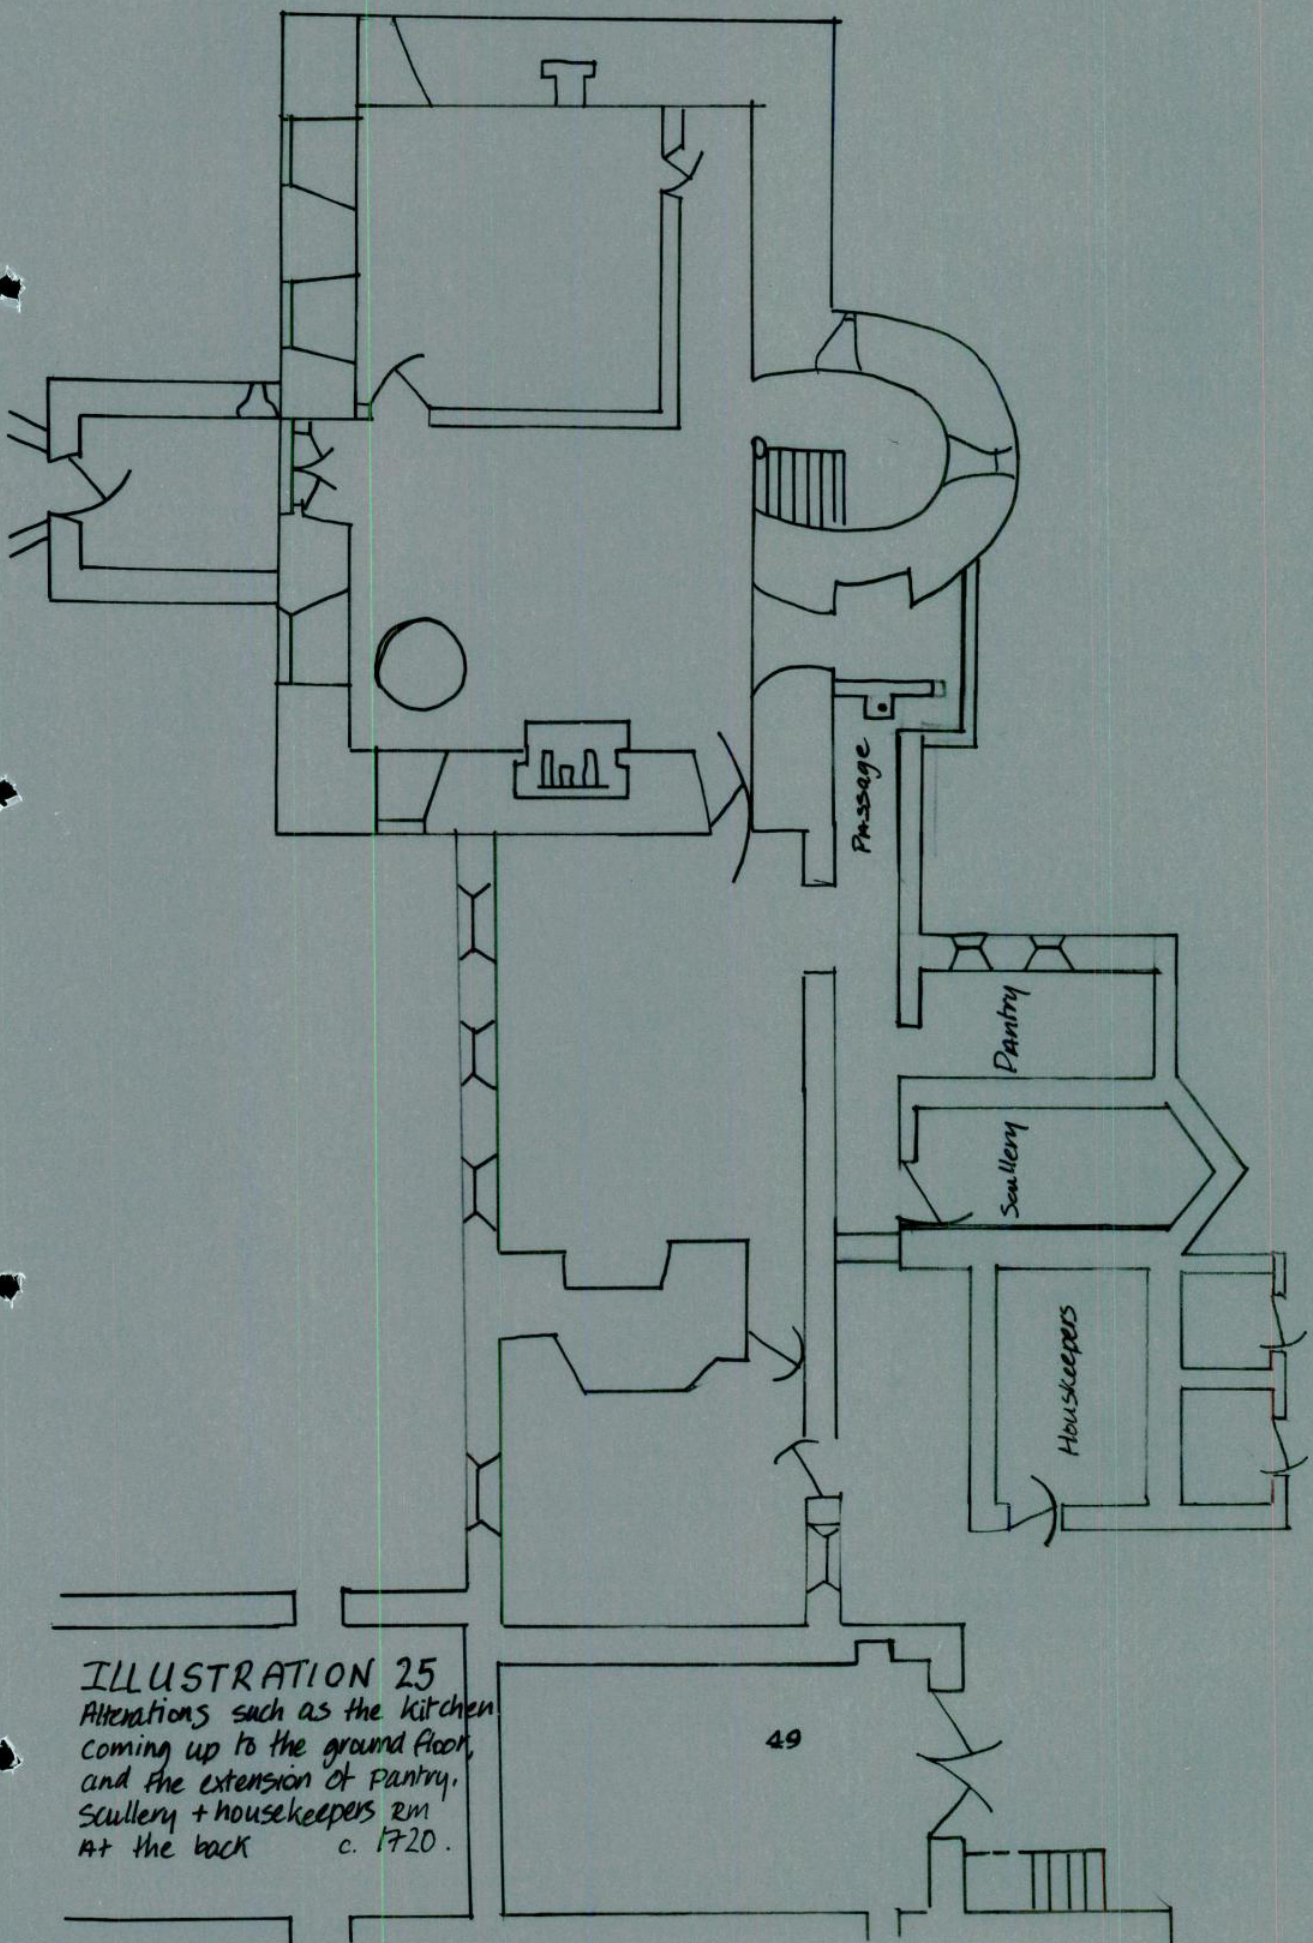 Passage
Pantry
Scullery
Houskeepers
ILLUSTRATION 25
Alterations such as the kitchen
coming up to the ground floor,
and the extension of pantry.
scullery + housekeepers RM
At the back c. 1720.
49